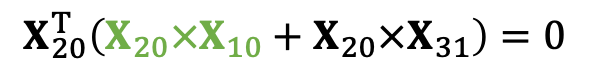 𝐗₂₀ᵀ(𝐗₂₀×𝐗₁₀ + 𝐗₂₀×𝐗₃₁) = 0